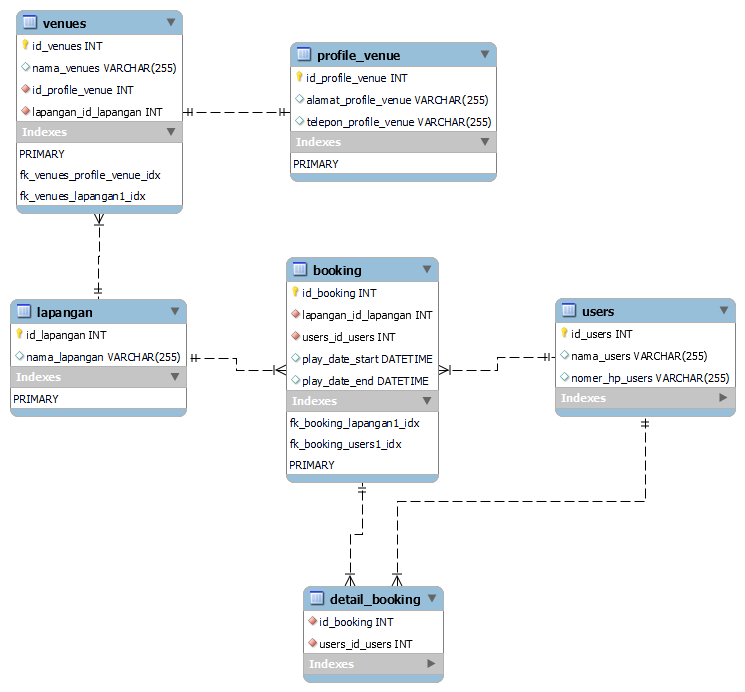 venues
id_venues INT
nama_venues VARCHAR(255)
id_profile_venue INT
lapangan_id_lapangan INT
Indexes
PRIMARY
fk_venues_profile_venue_idx
fk_venues_lapangan1_idx
profile_venue
id_profile_venue INT
alamat_profile_venue VARCHAR(255)
telepon_profile_venue VARCHAR(255)
Indexes
PRIMARY
lapangan
id_lapangan INT
nama_lapangan VARCHAR(255)
Indexes
PRIMARY
booking
id_booking INT
lapangan_id_lapangan INT
users_id_users INT
play_date_start DATETIME
play_date_end DATETIME
Indexes
fk_booking_lapangan1_idx
fk_booking_users1_idx
PRIMARY
users
id_users INT
nama_users VARCHAR(255)
nomer_hp_users VARCHAR(255)
Indexes
detail_booking
id_booking INT
users_id_users INT
Indexes